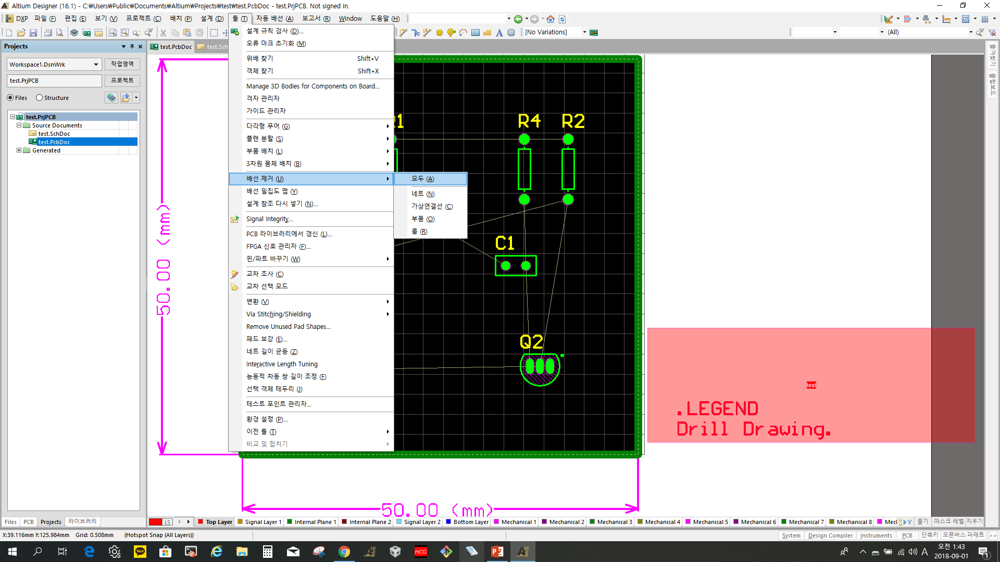 Altium Designer (16.1) - C:₩Users₩Public₩Documents₩Altium₩Projects₩test₩test.PcbDoc - test.PrjPCB. Not signed in.
DXP 파일 (F) 편집 (E) 보기 (V) 프로젝트 (C) 배치 (P) 설계 (D) 툴 (T) 자동 배선 (A) 보고서 (R) Window 도움말 (H)
[No Variations] (All)
Projects
test.PcbDoc test.Sch
Workspace1.DsnWrk 작업영역
test.PrjPCB 프로젝트
Files Structure
test.PrjPCB
Source Documents
test.SchDoc
test.PcbDoc
Generated
설계 규칙 검사 (D)...
오류 마크 초기화 (M)
위배 찾기 Shift+V
객체 찾기 Shift+X
Manage 3D Bodies for Components on Board...
격자 관리자
가이드 관리자
다각형 푸어 (G)
플랜 분할 (S)
부품 배치 (L)
3차원 몸체 배치 (B)
배선 제거 (U)
배선 밀집도 맵 (Y)
설계 참조 다시 넣기 (N)...
Signal Integrity...
PCB 라이브러리에서 갱신 (L)...
FPGA 신호 관리자 (F)...
핀/파트 바꾸기 (W)
교차 조사 (C)
교차 선택 모드
변환 (V)
Via Stitching/Shielding
Remove Unused Pad Shapes...
패드 보강 (E)...
네트 길이 균등 (Z)
Interactive Length Tuning
능동적 차동 쌍 길이 조정 (F)
선택 객체 테두리 (J)
테스트 포인트 관리자...
환경 설정 (P)...
이전 툴 (T)
비교 및 합치기
모두 (A)
네트 (N)
가상연결선 (C)
부품 (O)
룸 (R)
R4 R2
C1
Q2
50.00 (mm)
50.00 (mm)
test
.LEGEND
Drill Drawing.
즐겨찾기
클립보드
Files PCB Projects 라이브러리
LS Top Layer Signal Layer 1 Internal Plane 1 Internal Plane 2 Signal Layer 2 Bottom Layer Mechanical 1 Mechanical 2 Mechanical 3 Mechanical 4 Mechanical 5 Mechanical 6 Mechanical 7 Mechanical 8 Mecl 풀기 마스크 레벨 지우기
X:39.116mm Y:125.984mm Grid: 0.508mm (Hotspot Snap (All Layers))
System Design Compiler Instruments PCB 단축키 오픈버스 파래트 >>
TALK
HCG
16
16
A
오전 1:43
2018-09-01
1